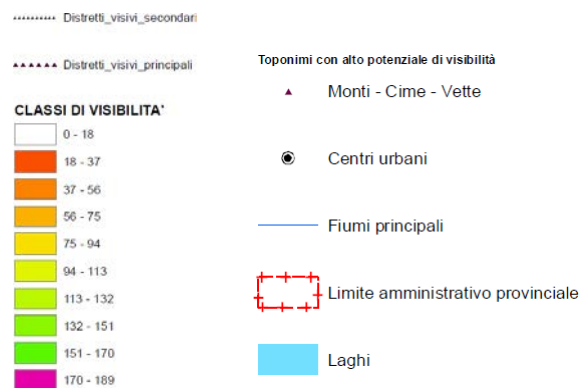 Distretti_visivi_secondari
Distretti_visivi_principali
CLASSI DI VISIBILITA'
0 - 18
18 - 37
37 - 56
56 - 75
75 - 94
94 - 113
113 - 132
132 - 151
151 - 170
170 - 189
Toponimi con alto potenziale di visibilità
Monti - Cime - Vette
Centri urbani
Fiumi principali
Limite amministrativo provinciale
Laghi